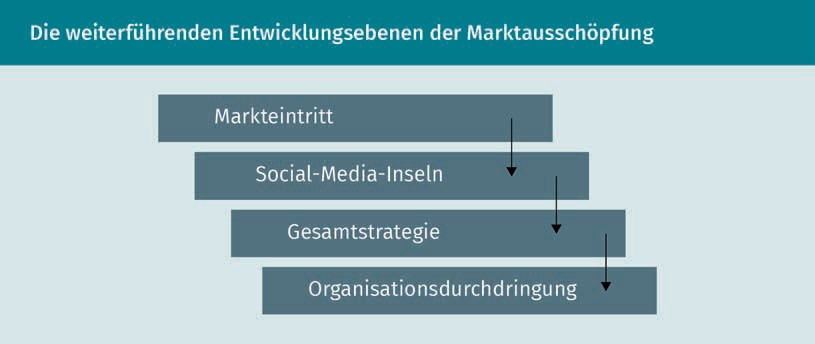 Die weiterführenden Entwicklungsebenen der Marktausschöpfung
Markteintritt
Social-Media-Inseln
Gesamtstrategie
Organisationsdurchdringung